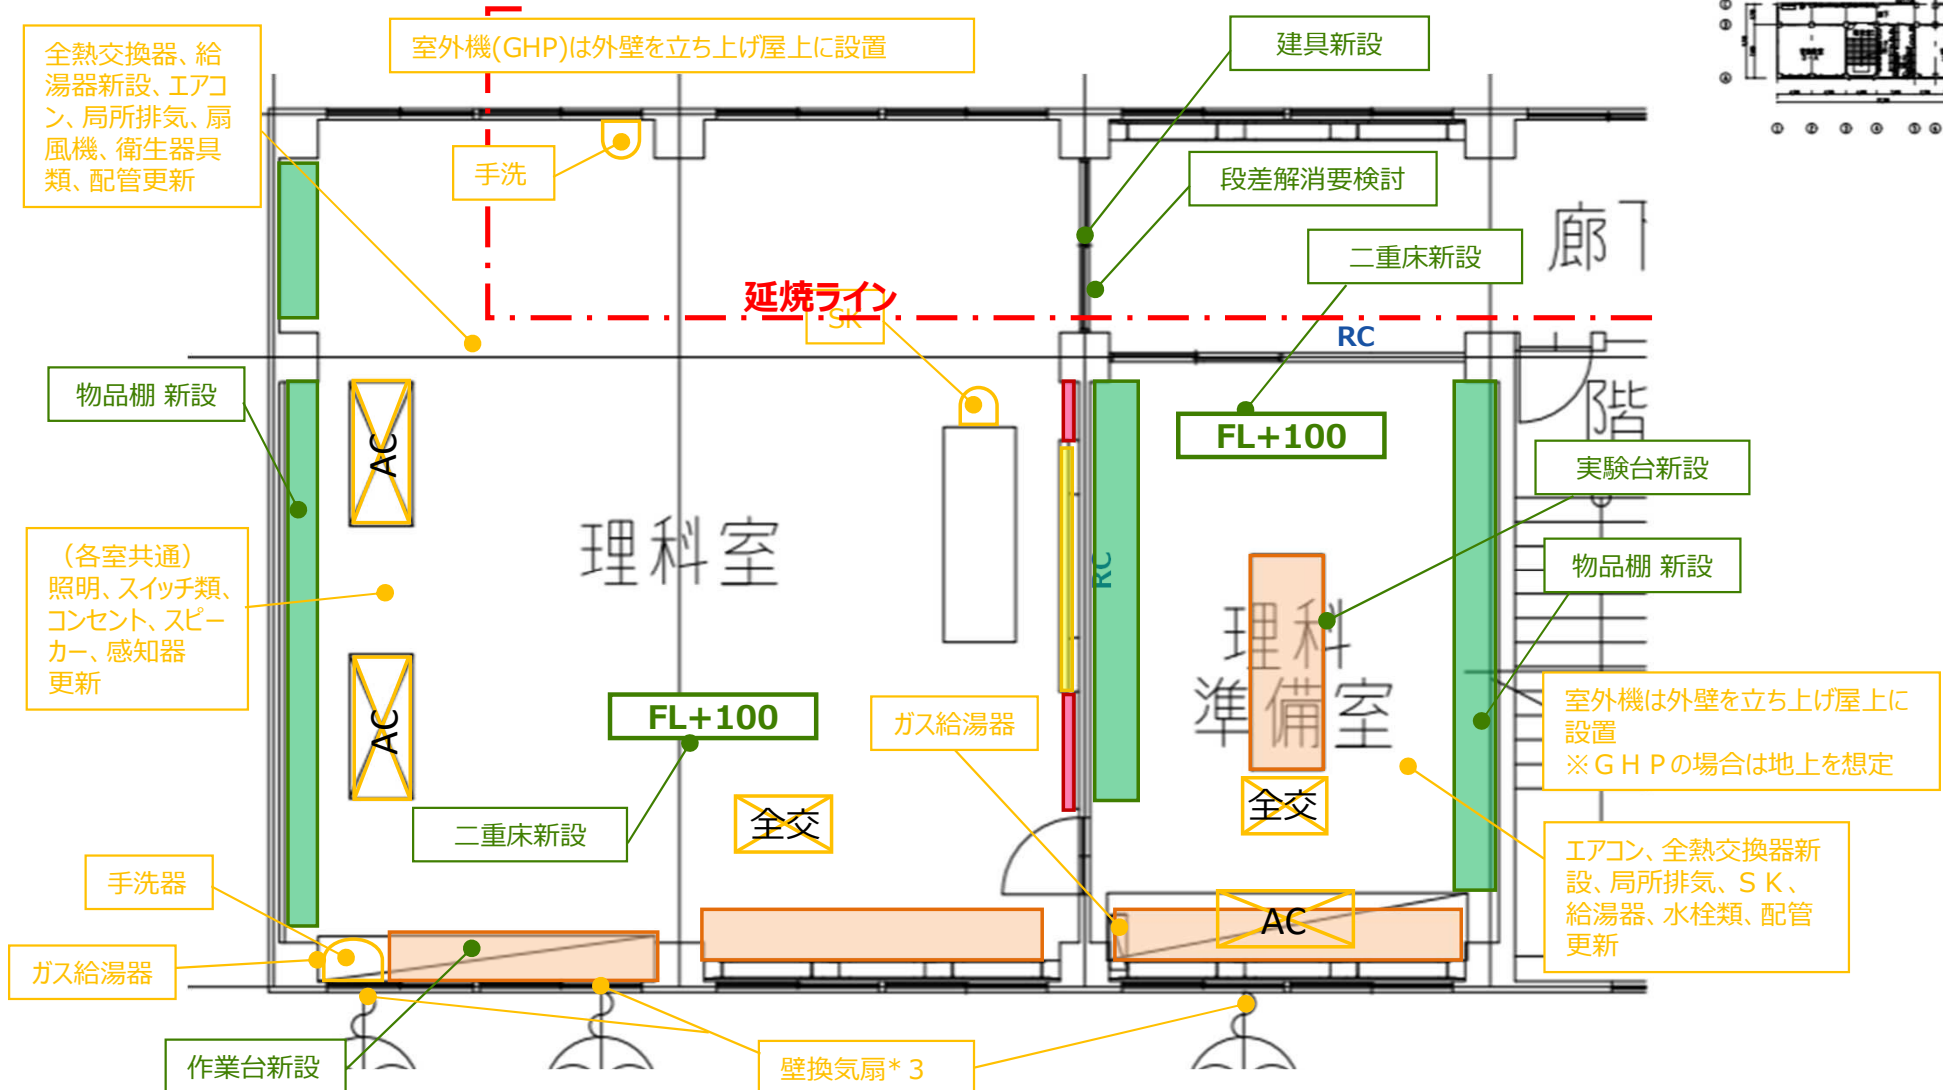 全熱交換器、給
湯器新設、エアコ
ン、局所排気、扇
風機、衛生器具
類、配管更新
室外機(GHP)は外壁を立ち上げ屋上に設置
建具新設
手洗
段差解消要検討
二重床新設
廊下
延焼ライン
SK
RC
物品棚 新設
AC
FL+100
階
実験台新設
（各室共通）
照明、スイッチ類、
コンセント、スピー
カー、感知器
更新
理科室
RC
物品棚 新設
理科
準備室
AC
FL+100
ガス給湯器
室外機は外壁を立ち上げ屋上に
設置
※ＧＨＰの場合は地上を想定
二重床新設
全交
全交
手洗器
エアコン、全熱交換器新
設、局所排気、ＳＫ、
給湯器、水栓類、配管
更新
AC
ガス給湯器
作業台新設
壁換気扇*３